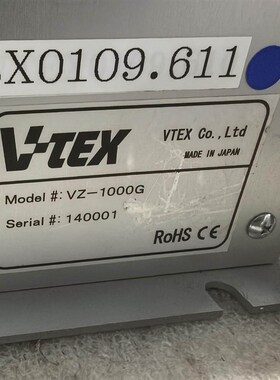 X0109.611
V-TEX
VTEX Co.,Ltd
MADE IN JAPAN
Model #: VZ-1000G
Serial #: 140001
RoHS CE